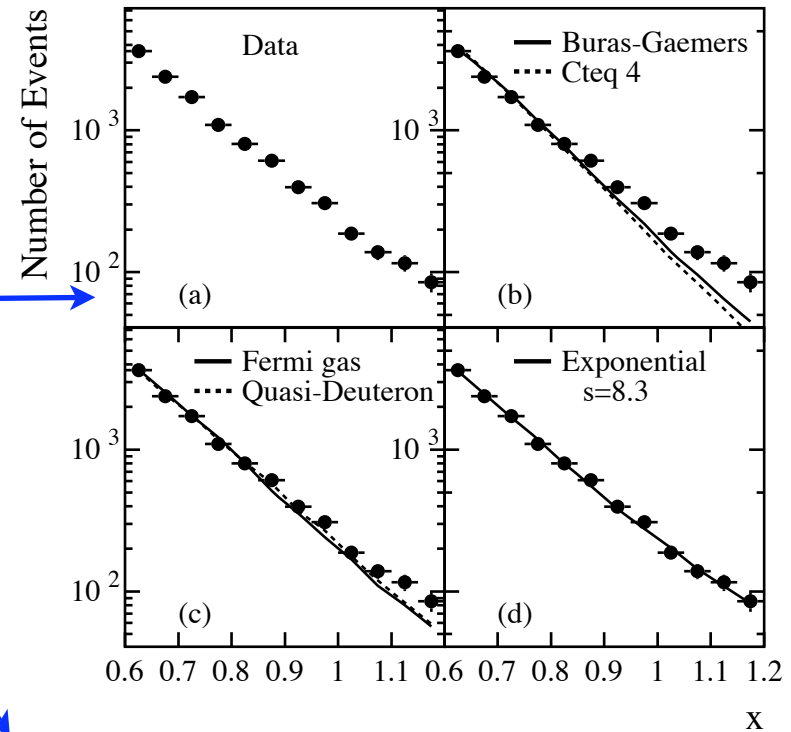 Number of Events
Data
10 3
10 2
(a)
Buras-Gaemers
Cteq 4
10 3
(b)
Fermi gas
Quasi-Deuteron
10 3
10 2
(c)
Exponential
s=8.3
10 3
(d)
0.6 0.7 0.8 0.9 1 1.1 0.6 0.7 0.8 0.9 1 1.1 1.2
x